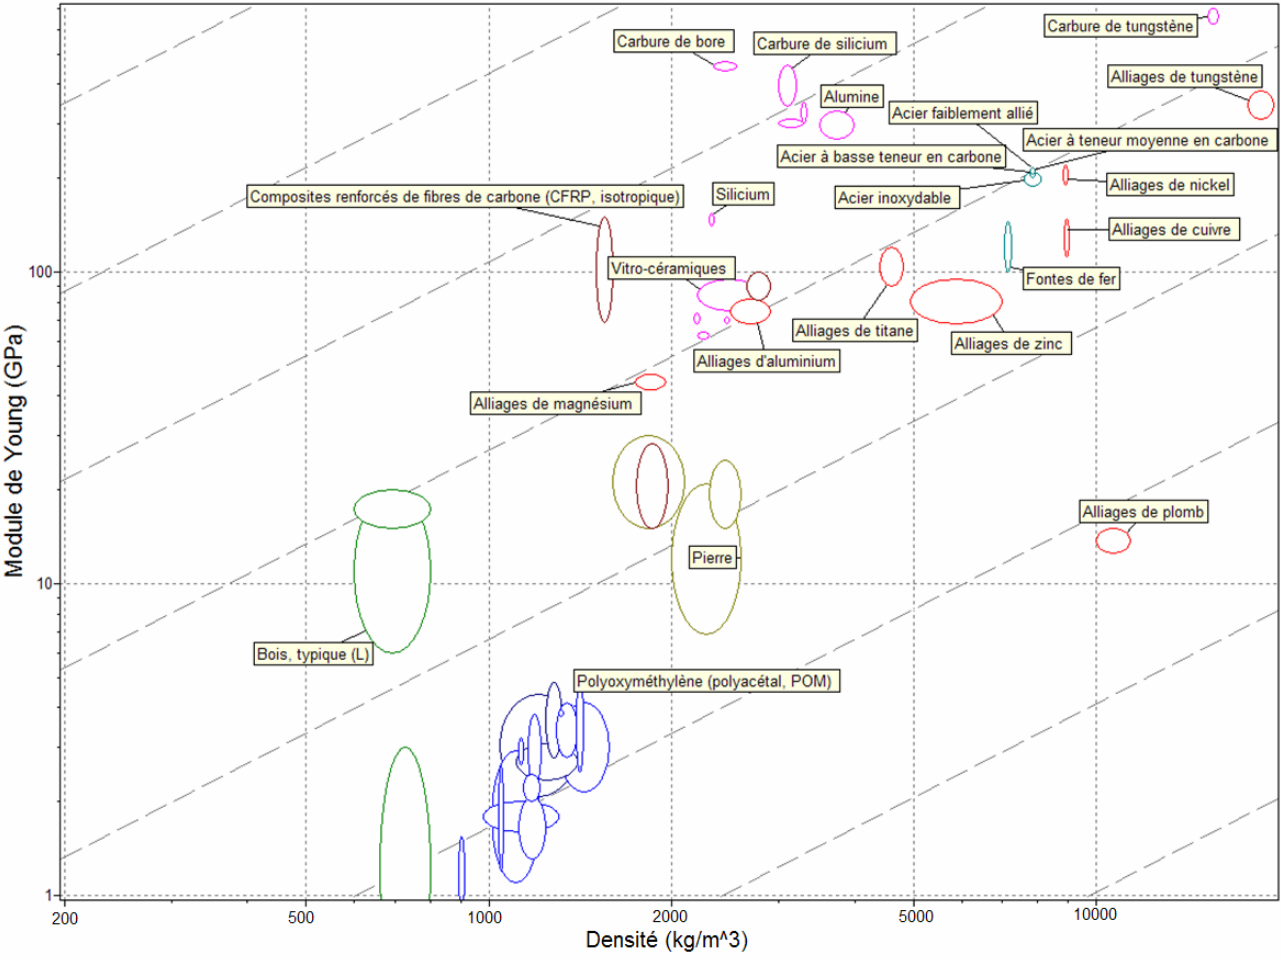 Carbure de tungstène
Carbure de bore
Carbure de silicium
Alliages de tungstène
Alumine
Acier faiblement allié
Acier à teneur moyenne en carbone
Acier à basse teneur en carbone
Alliages de nickel
Composites renforcés de fibres de carbone (CFRP, isotropique)
Silicium
Acier inoxydable
Alliages de cuivre
Vitro-céramiques
100
Fontes de fer
Alliages de titane
Alliages de zinc
Alliages d'aluminium
Alliages de magnésium
Module de Young (GPa)
Alliages de plomb
Pierre
10
Bois, typique (L)
Polyoxyméthylène (polyacétal, POM)
1
200
500
1000
2000
5000
10000
Densité (kg/m^3)